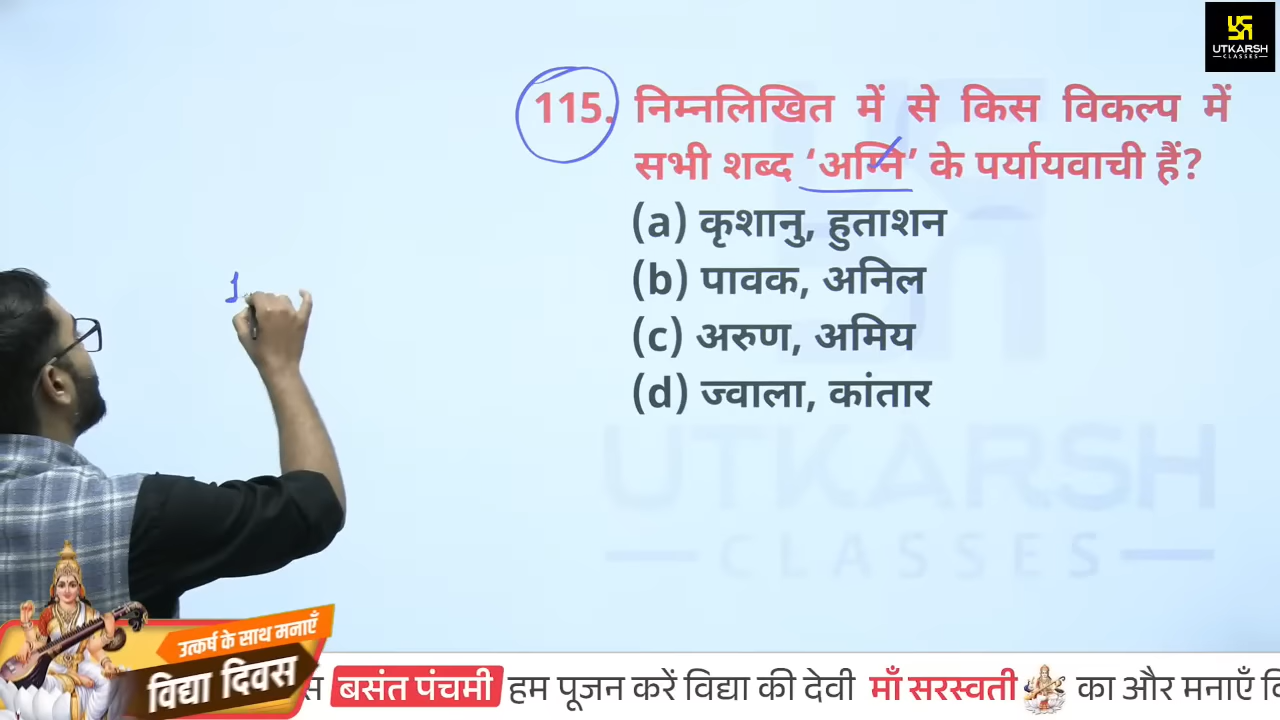 UTKARSH
CLASSES
115. निम्नलिखित में से किस विकल्प में
सभी शब्द ‘अग्नि’ के पर्यायवाची हैं?
(a) कृशानु, हुताशन
(b) पावक, अनिल
(c) अरुण, अमिय
(d) ज्वाला, कांतार
1
UTKARSH
CLASSES
उत्कर्ष के साथ मनाएँ
विद्या दिवस
बसंत पंचमी हम पूजन करें विद्या की देवी माँ सरस्वती का और मनाएँ